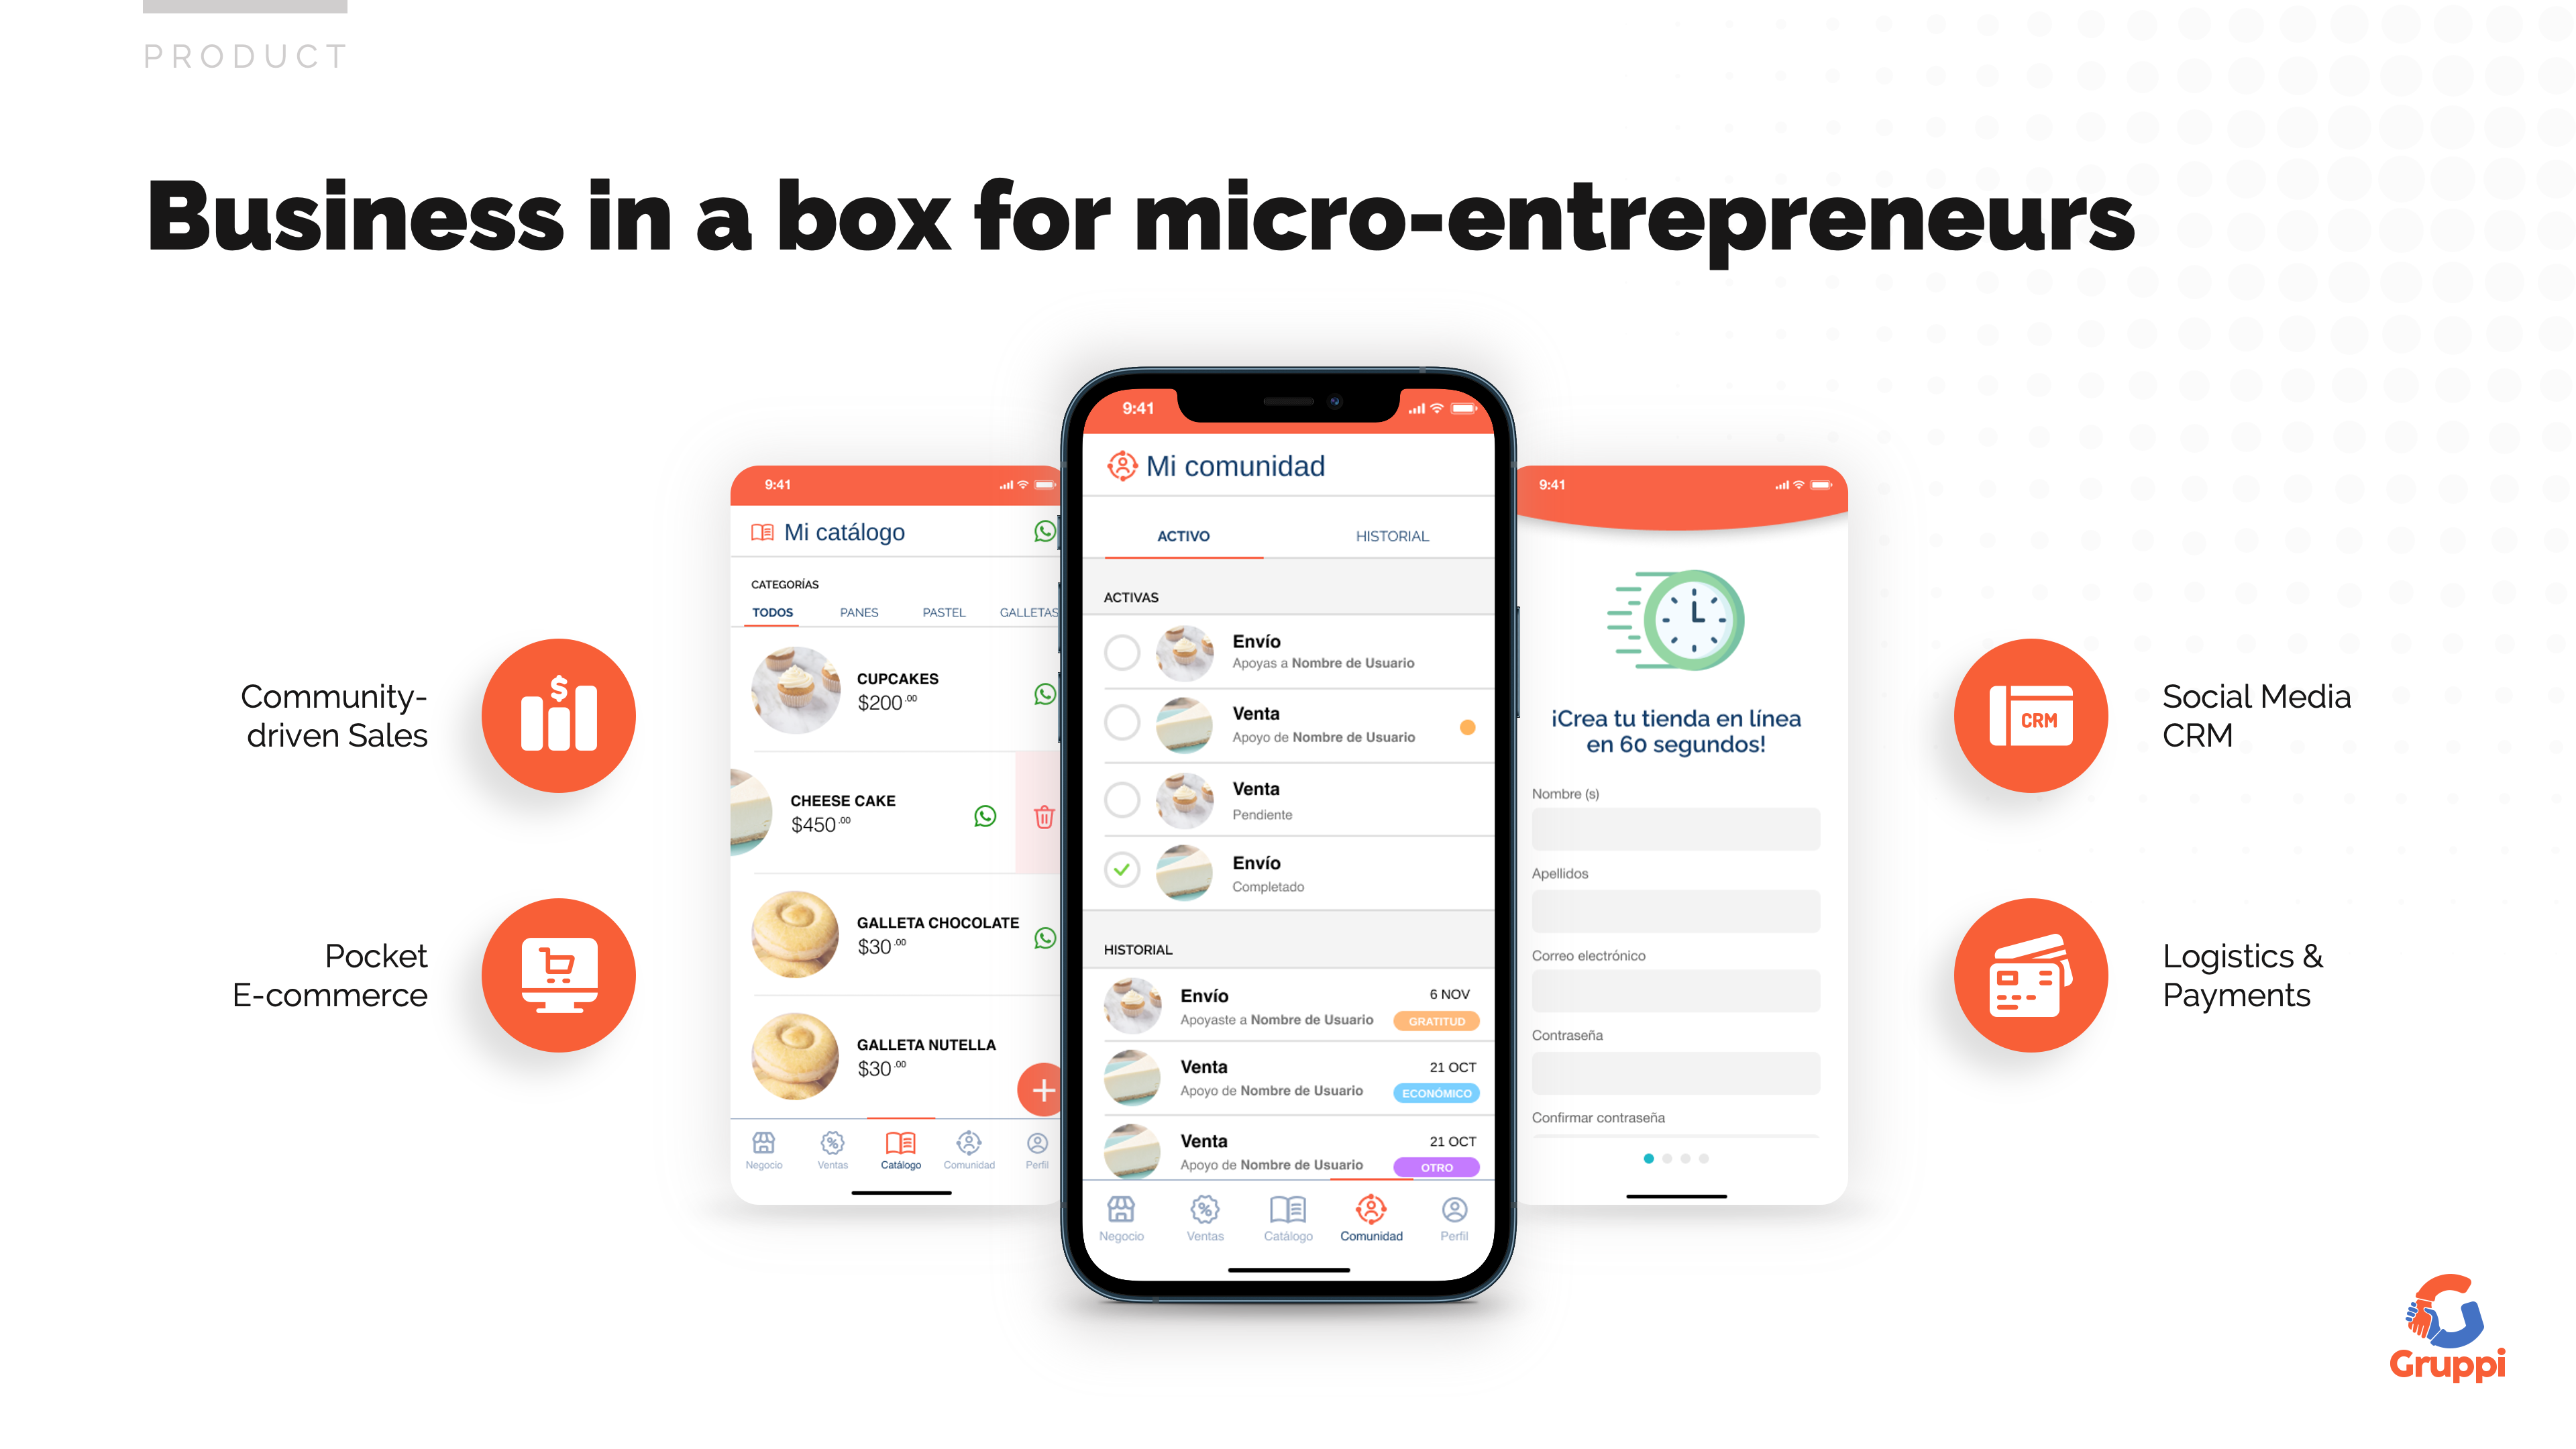 PRODUCT
Business in a box for micro-entrepreneurs
Community-
driven Sales
Pocket
E-commerce
9:41
Mi catálogo
CATEGORÍAS
TODOS PANES PASTEL GALLETAS
CUPCAKES
$200.00
CHEESE CAKE
$450.00
GALLETA CHOCOLATE
$30.00
GALLETA NUTELLA
$30.00
Negocio Ventas Catálogo Comunidad Perfil
9:41
Mi comunidad
ACTIVO HISTORIAL
ACTIVAS
Envío
Apoyas a Nombre de Usuario
Venta
Apoyo de Nombre de Usuario
Venta
Pendiente
Envío
Completado
HISTORIAL
Envío 6 NOV
Apoyaste a Nombre de Usuario GRATITUD
Venta 21 OCT
Apoyo de Nombre de Usuario ECONÓMICO
Venta 21 OCT
Apoyo de Nombre de Usuario OTRO
Negocio Ventas Catálogo Comunidad Perfil
9:41
¡Crea tu tienda en línea
en 60 segundos!
Nombre (s)
Apellidos
Correo electrónico
Contraseña
Confirmar contraseña
CRM
Social Media
CRM
Logistics &
Payments
Gruppi